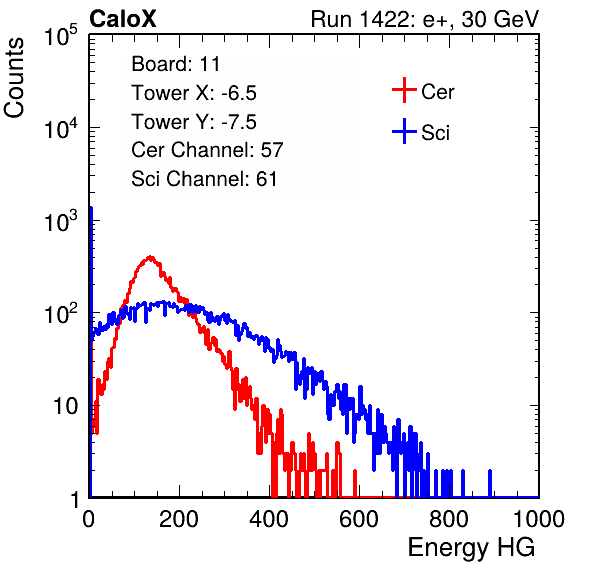 CaloX Run 1422: e+, 30 GeV
Counts
Board: 11
Tower X: -6.5
Tower Y: -7.5
Cer Channel: 57
Sci Channel: 61
Cer
Sci
10^5
10^4
10^3
10^2
10
1
0 200 400 600 800 1000
Energy HG